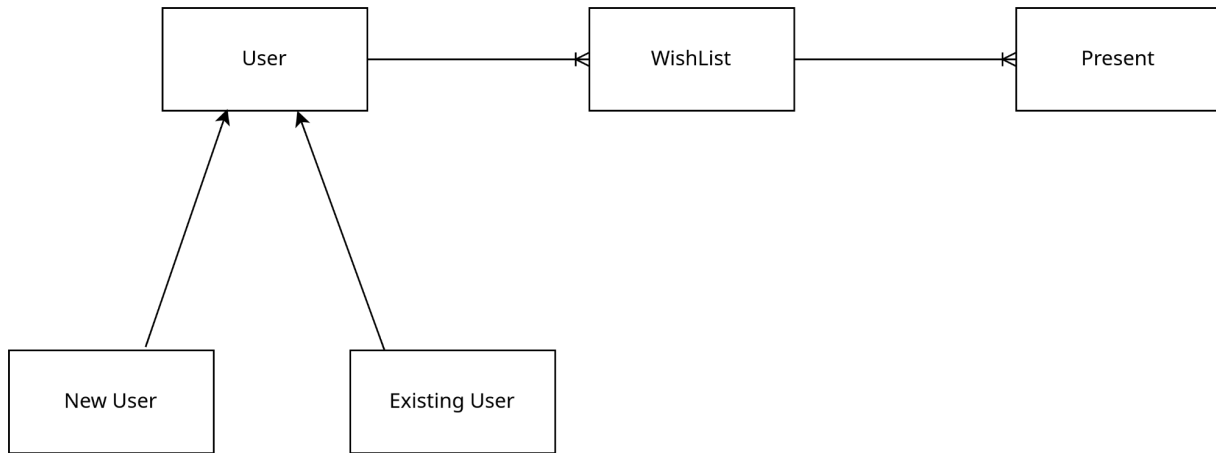 User
WishList
Present
New User
Existing User